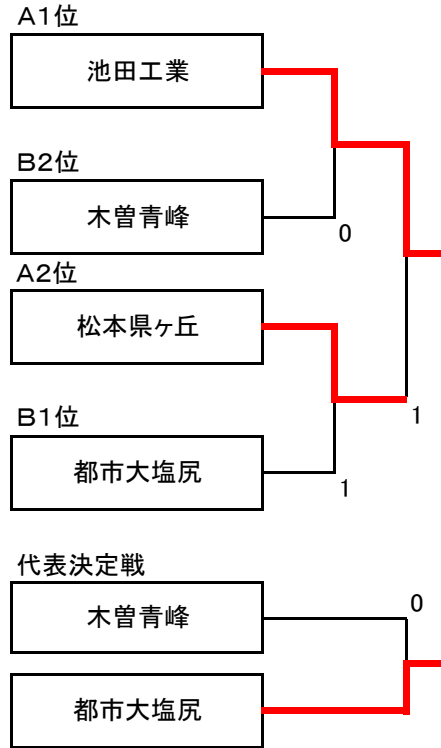 A1位
池田工業
B2位
木曽青峰
0
A2位
松本県ヶ丘
B1位
1
都市大塩尻
1
代表決定戦
木曽青峰
0
都市大塩尻